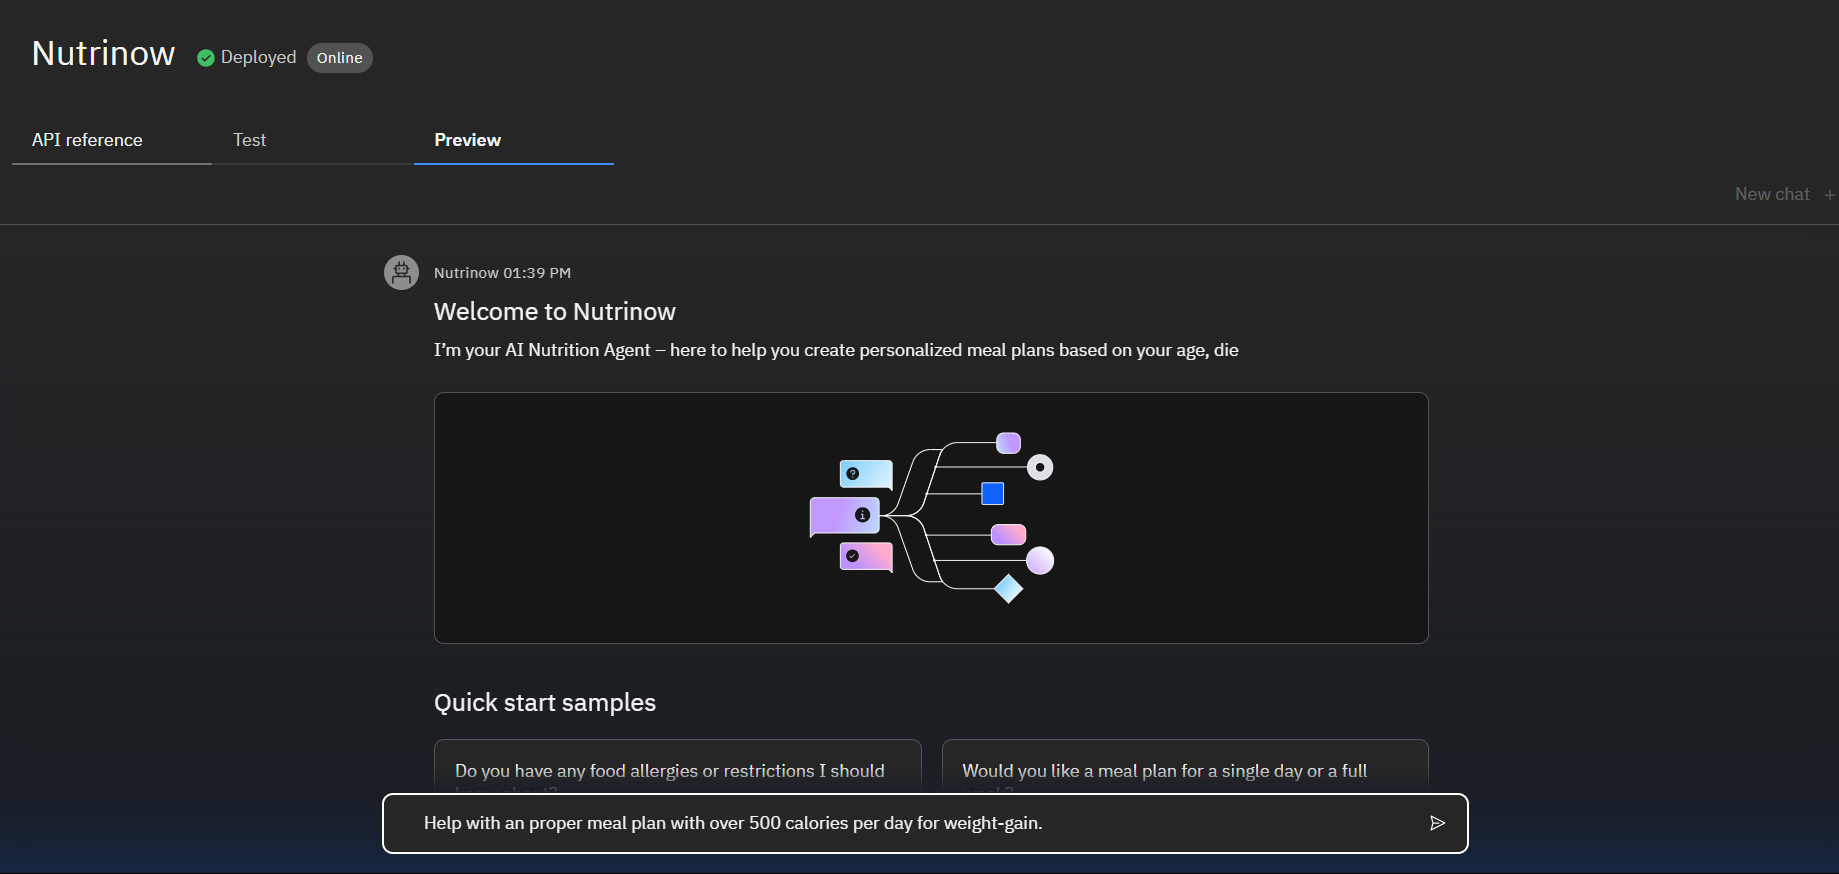 Nutrinow
Deployed
Online
API reference
Test
Preview
New chat +
Nutrinow 01:39 PM
Welcome to Nutrinow
I’m your AI Nutrition Agent – here to help you create personalized meal plans based on your age, die
Quick start samples
Do you have any food allergies or restrictions I should
Would you like a meal plan for a single day or a full
Help with an proper meal plan with over 500 calories per day for weight-gain.